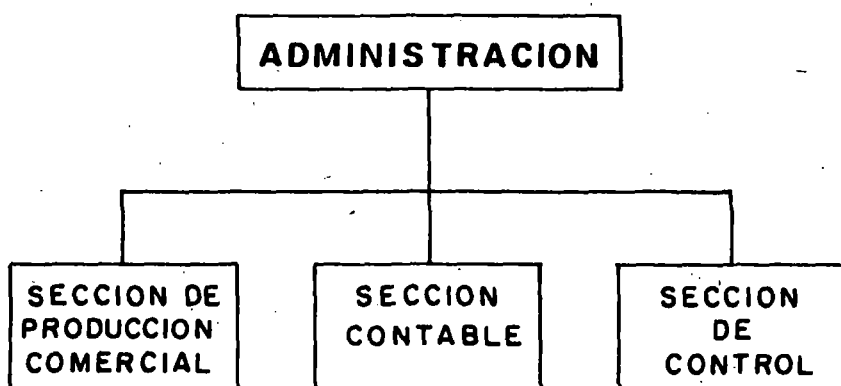 ADMINISTRACION
SECCION DE
PRODUCCION
COMERCIAL
SECCION
CONTABLE
SECCION
DE
CONTROL